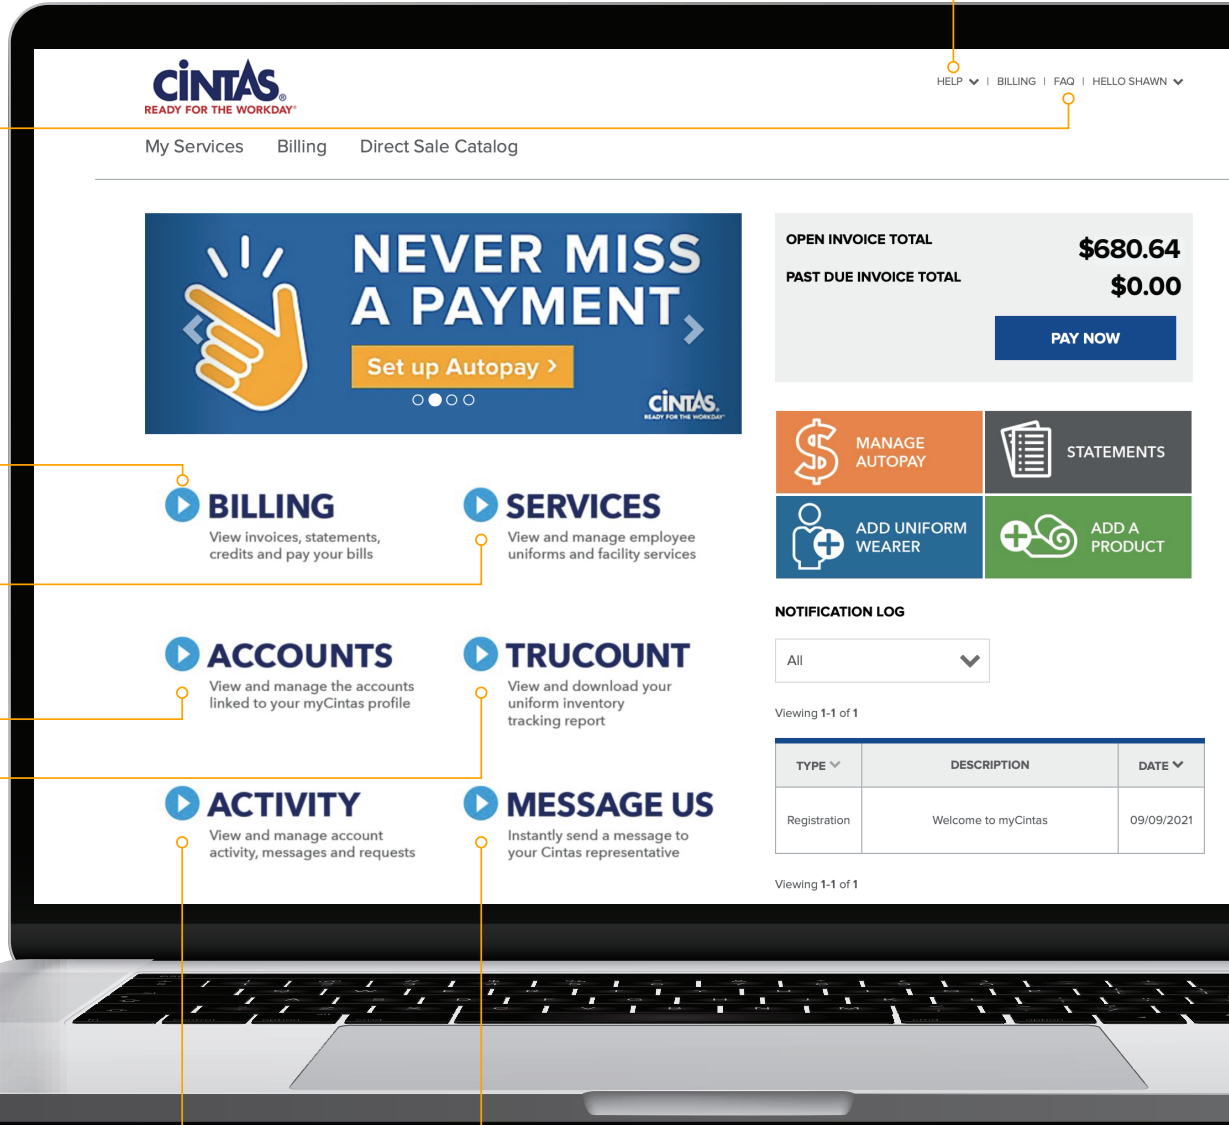 CINTAS®
READY FOR THE WORKDAY®
HELP | BILLING | FAQ | HELLO SHAWN
My Services Billing Direct Sale Catalog
NEVER MISS
A PAYMENT
Set up Autopay >
CINTAS.
READY FOR THE WORKDAY®
OPEN INVOICE TOTAL $680.64
PAST DUE INVOICE TOTAL $0.00
PAY NOW
MANAGE
AUTOPAY
STATEMENTS
ADD UNIFORM
WEARER
ADD A
PRODUCT
BILLING
View invoices, statements,
credits and pay your bills
SERVICES
View and manage employee
uniforms and facility services
ACCOUNTS
View and manage the accounts
linked to your myCintas profile
TRUCOUNT
View and download your
uniform inventory
tracking report
ACTIVITY
View and manage account
activity, messages and requests
MESSAGE US
Instantly send a message to
your Cintas representative
NOTIFICATION LOG
All
Viewing 1-1 of 1
TYPE DESCRIPTION DATE
Registration Welcome to myCintas 09/09/2021
Viewing 1-1 of 1